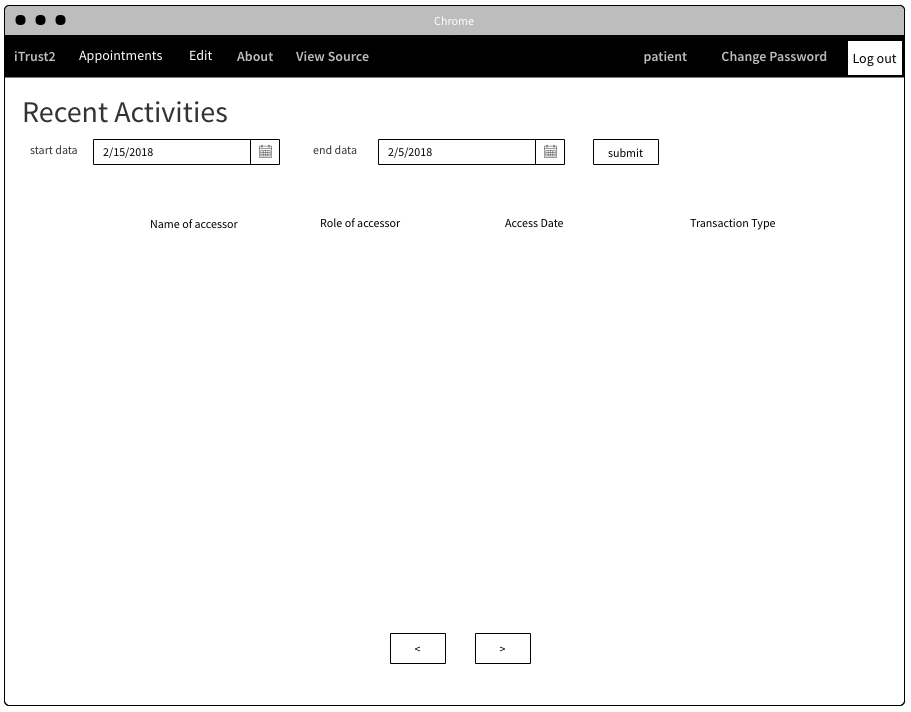 Chrome
iTrust2 Appointments Edit About View Source patient Change Password Log out
Recent Activities
start data 2/15/2018 end data 2/5/2018 submit
Name of accessor Role of accessor Access Date Transaction Type
< >